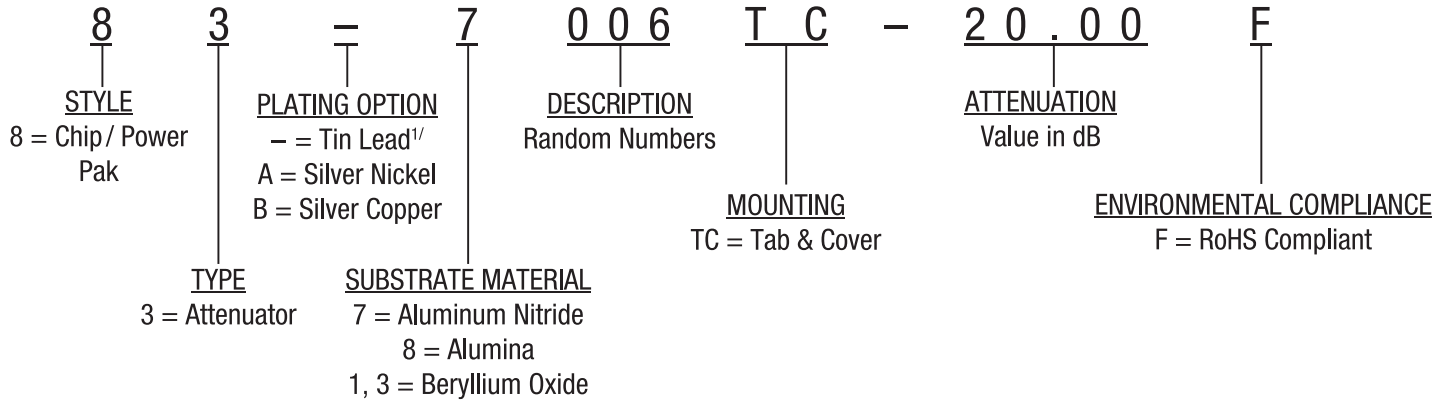 8 3 – 7 0 0 6 T C – 2 0 . 0 0 F
STYLE
8 = Chip / Power
Pak
PLATING OPTION
– = Tin Lead1/
A = Silver Nickel
B = Silver Copper
DESCRIPTION
Random Numbers
ATTENUATION
Value in dB
MOUNTING
TC = Tab & Cover
ENVIRONMENTAL COMPLIANCE
F = RoHS Compliant
TYPE
3 = Attenuator
SUBSTRATE MATERIAL
7 = Aluminum Nitride
8 = Alumina
1, 3 = Beryllium Oxide